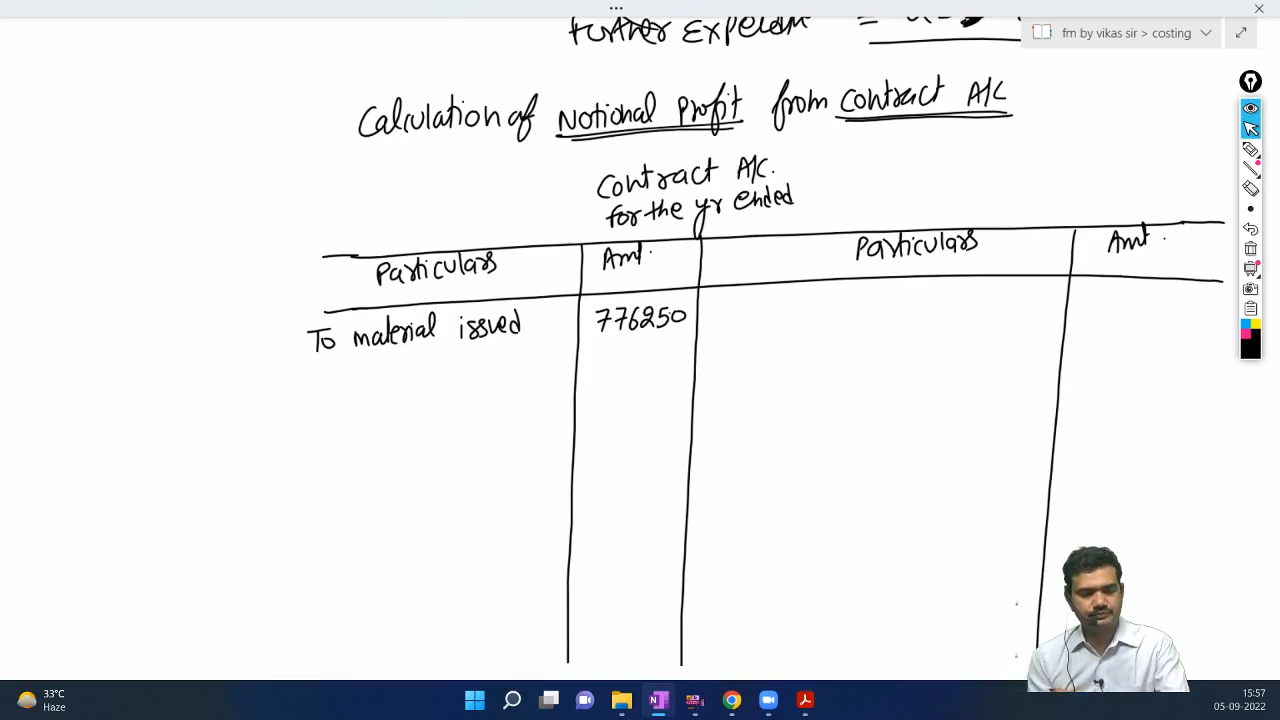 fm by vikas sir > costing
Further Expected =
Calculation of Notional Profit from Contract A/c
Contract A/c.
for the yr ended
Particulars Amt. Particulars Amt.
To material issued 776250
33°C
Haze
15:57
05-09-2022